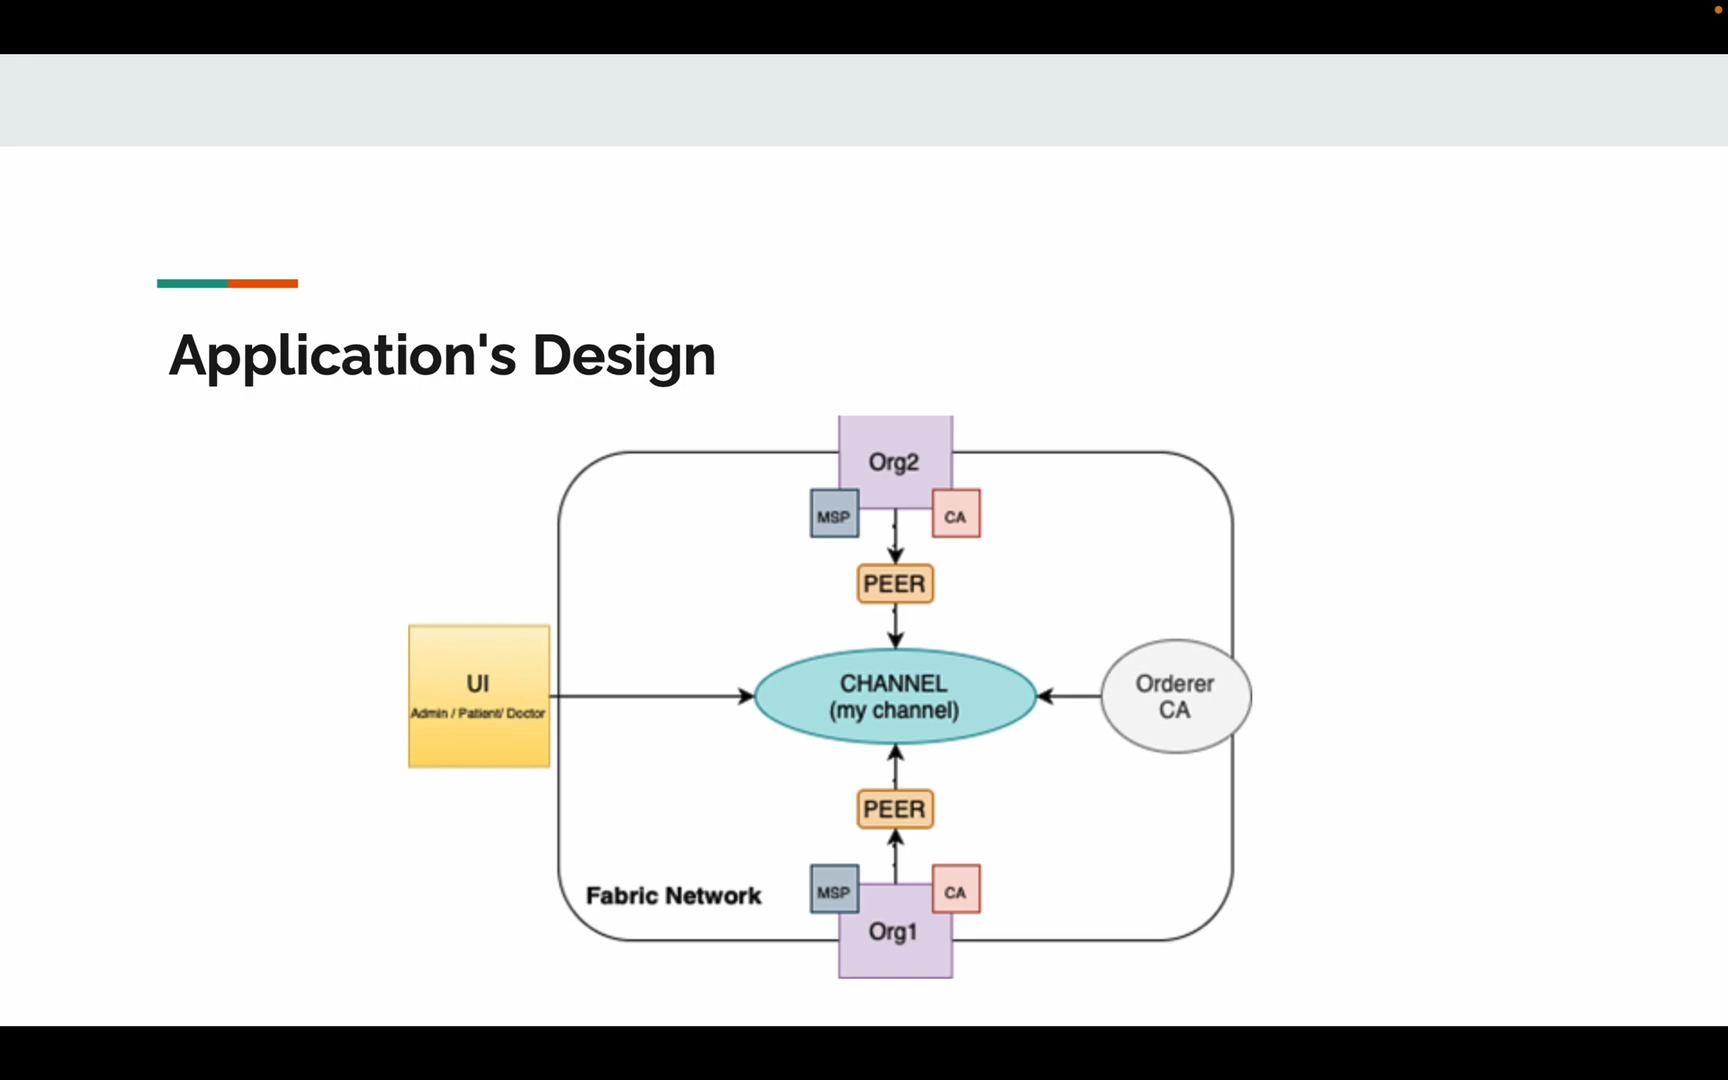 Application's Design
Org2
MSP
CA
PEER
UI
Admin / Patient/ Doctor
CHANNEL
(my channel)
Orderer
CA
PEER
Fabric Network
MSP
CA
Org1